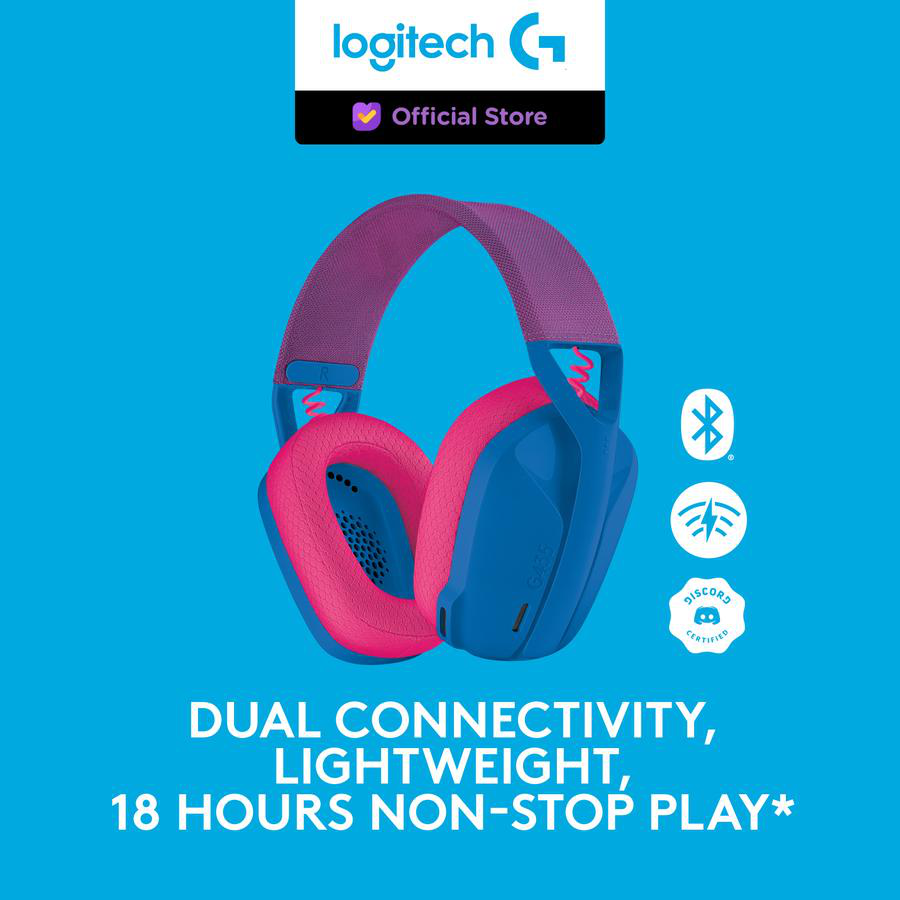 logitech G
Official Store
R
G435
DISCORD
CERTIFIED
DUAL CONNECTIVITY,
LIGHTWEIGHT,
18 HOURS NON-STOP PLAY*